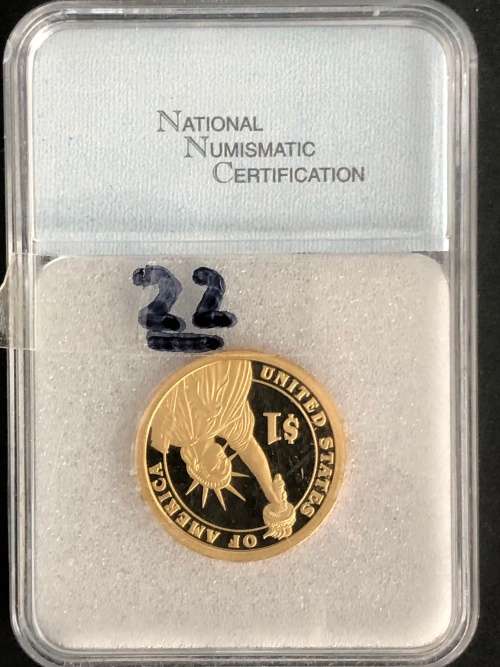 NATIONAL
NUMISMATIC
CERTIFICATION
22
UNITED STATES
OF AMERICA
$1